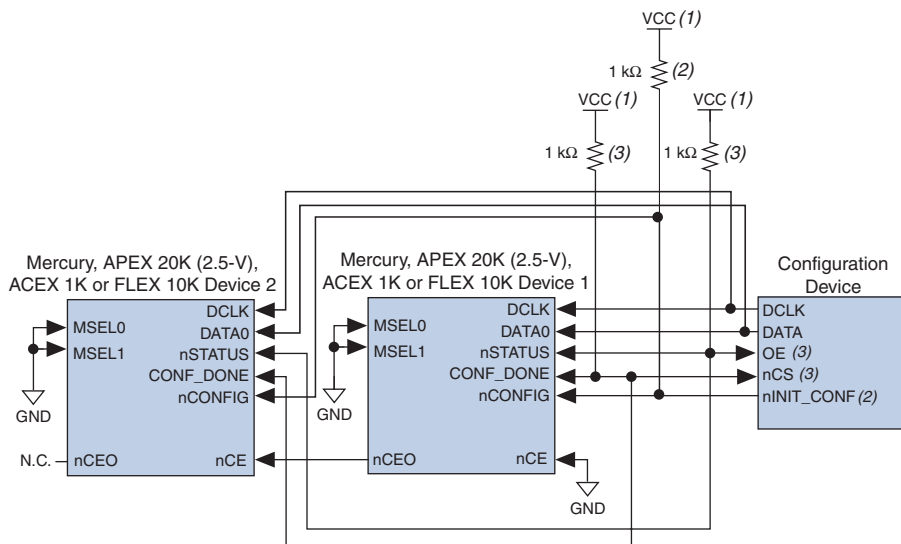 VCC (1)
1 kΩ (2)
VCC (1)
VCC (1)
1 kΩ (3)
1 kΩ (3)
Mercury, APEX 20K (2.5-V),
ACEX 1K or FLEX 10K Device 2
Mercury, APEX 20K (2.5-V),
ACEX 1K or FLEX 10K Device 1
Configuration
Device
MSEL0
MSEL1
GND
DCLK
DATA0
nSTATUS
CONF_DONE
nCONFIG
N.C.
nCEO
nCE
MSEL0
MSEL1
GND
DCLK
DATA0
nSTATUS
CONF_DONE
nCONFIG
nCEO
nCE
GND
DCLK
DATA
OE (3)
nCS (3)
nINIT_CONF (2)